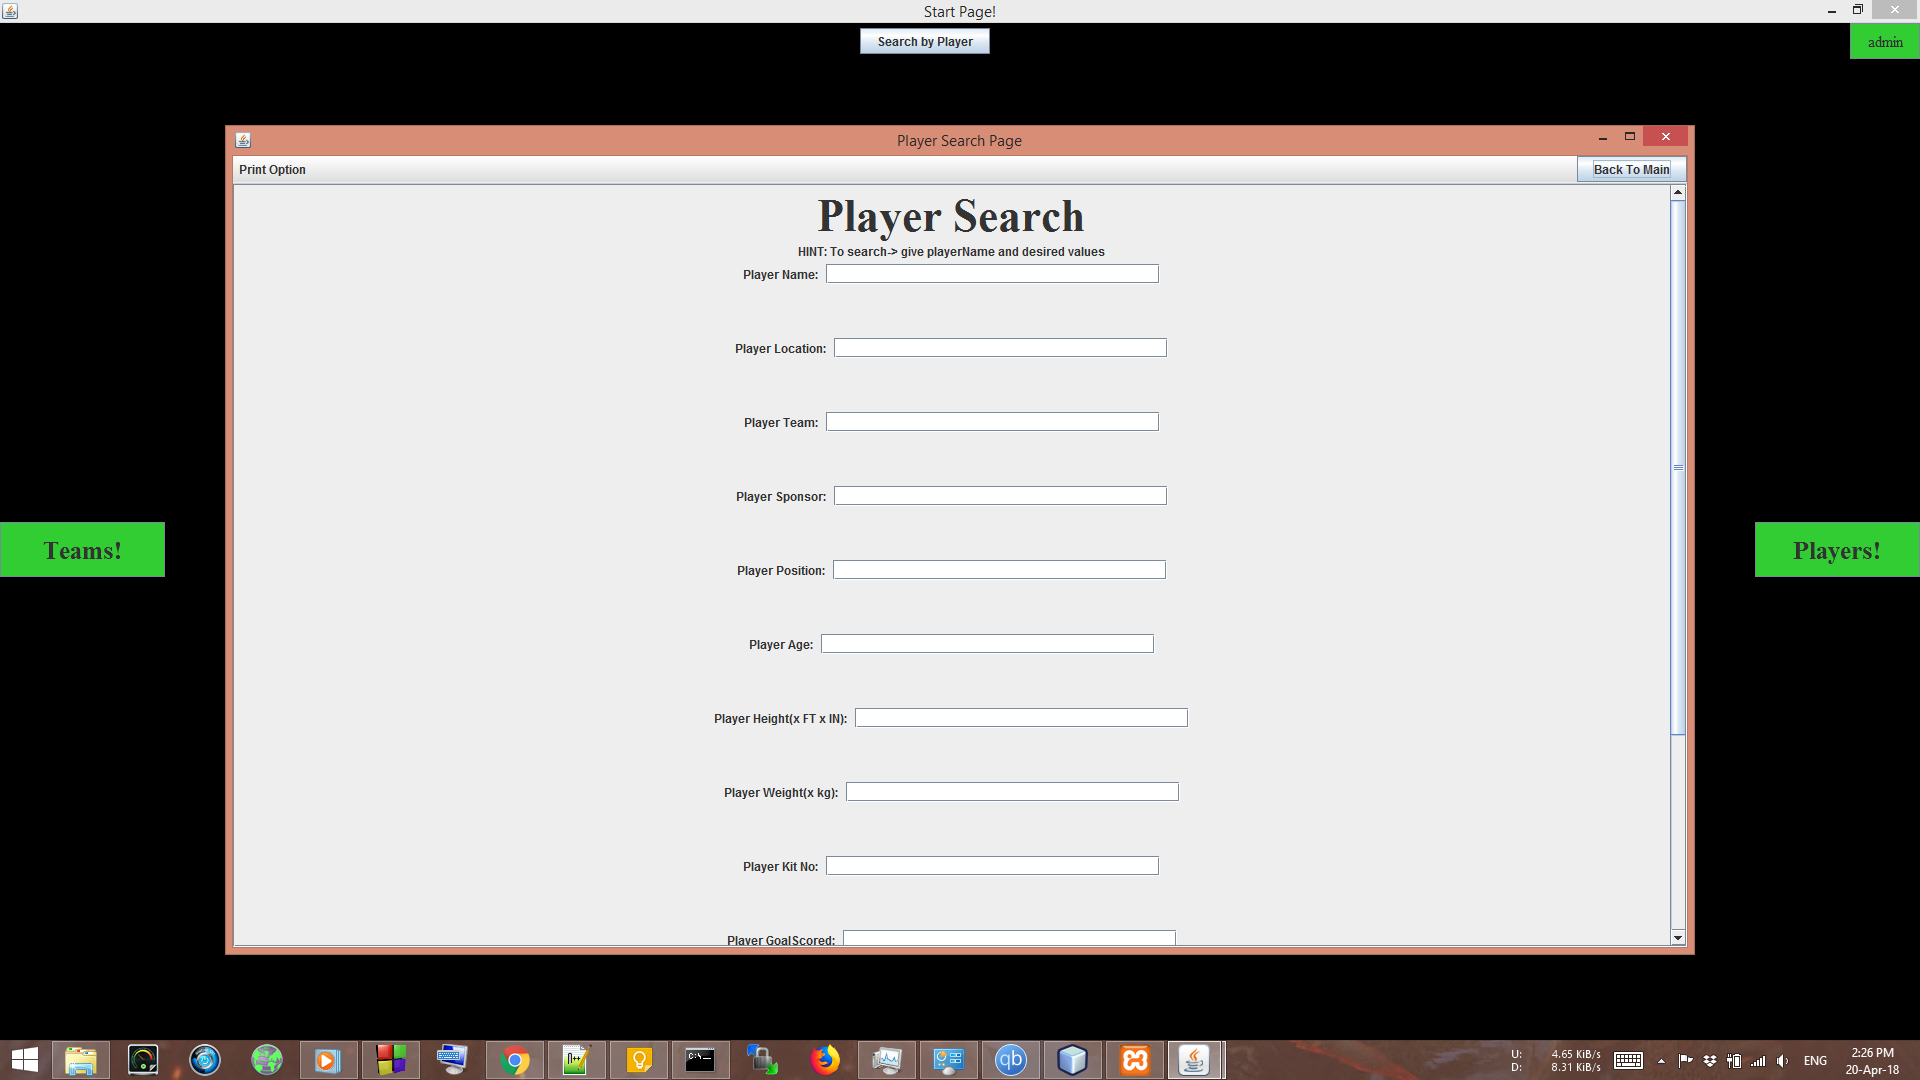 Start Page!
Search by Player
admin
Player Search Page
Print Option
Back To Main
Player Search
HINT: To search-> give playerName and desired values
Player Name:
Player Location:
Player Team:
Player Sponsor:
Teams!
Players!
Player Position:
Player Age:
Player Height(x FT x IN):
Player Weight(x kg):
Player Kit No:
Player GoalScored:
N++
C:\_
qb
U: 4.65 KiB/s
D: 8.31 KiB/s
ENG
2:26 PM
20-Apr-18